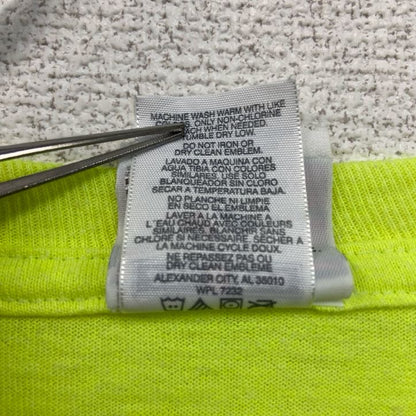 MACHINE WASH WARM WITH LIKE
ONLY NON-CHLORINE
WHEN NEEDED
TUMBLE DRY LOW.
DO NOT IRON OR
DRY CLEAN EMBLEM.
LAVADO A MAQUINA CON
AGUA TIBIA CON COLORES
SIMILARES, USE SOLO
BLANQUEADOR SIN CLORO
SECAR A TEMPERATURA BAJA.
NO PLANCHE NI LIMPIE
EN SECO EL EMBLEMA
LAVER A LA MACHINE A
L'EAU CHAUD AVEC COULEURS
SIMILAIRES, BLANCHIR SANS
CHLORE SI NECESSAIRE. SÉCHER A
LA MACHINE CYCLE DOUX.
NE REPASSEZ PAS OU
DRY CLEAN EMBLEME
ALEXANDER CITY, AL 35010
WPL 7232